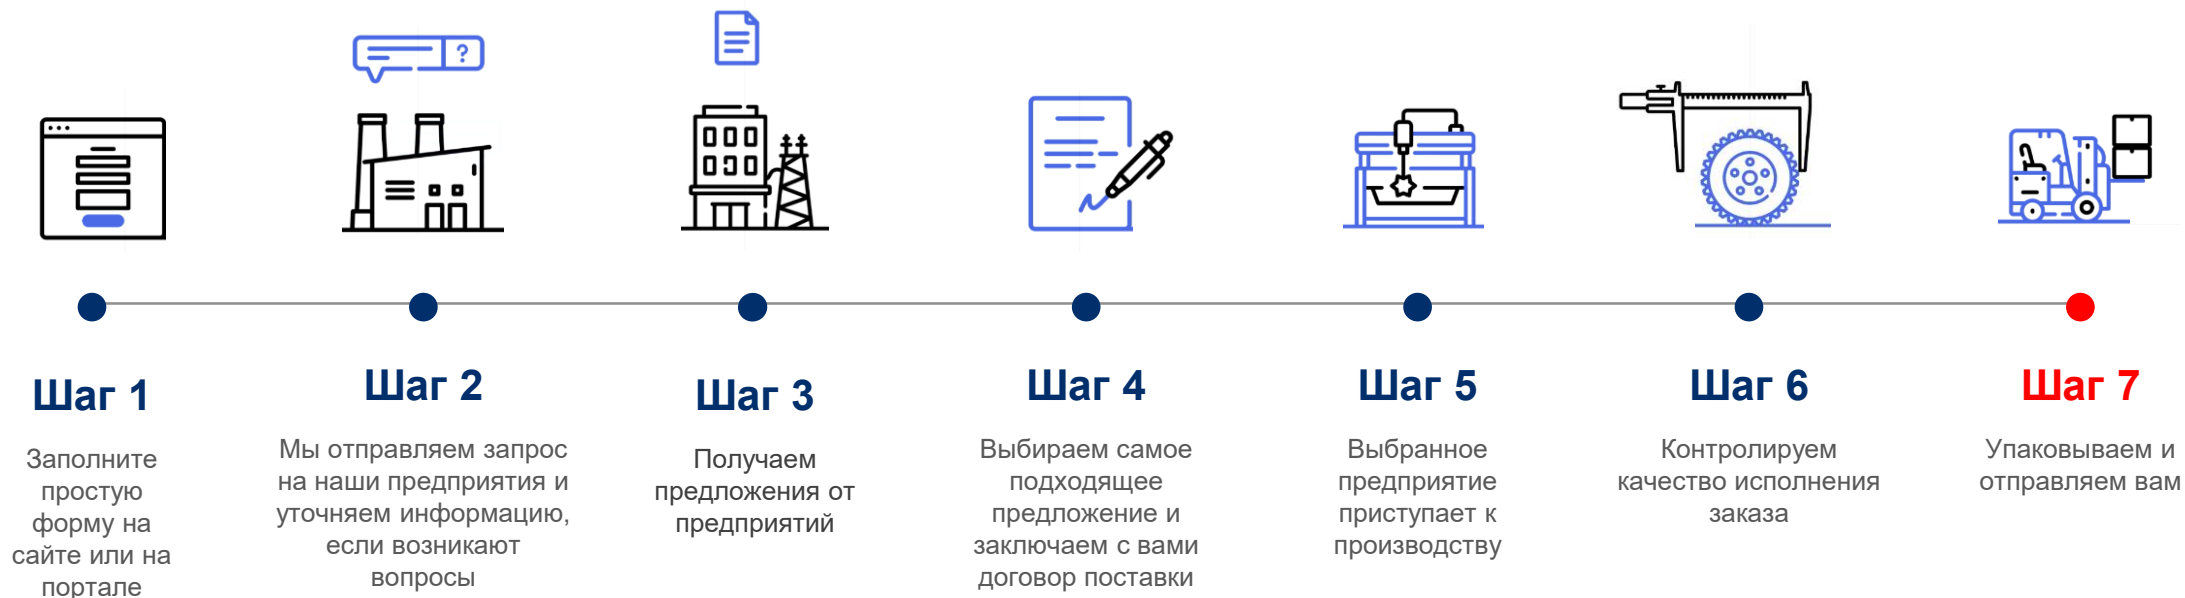 ?
Шаг 1
Заполните
простую
форму на
сайте или на
портале
Шаг 2
Мы отправляем запрос
на наши предприятия и
уточняем информацию,
если возникают
вопросы
Шаг 3
Получаем
предложения от
предприятий
Шаг 4
Выбираем самое
подходящее
предложение и
заключаем с вами
договор поставки
Шаг 5
Выбранное
предприятие
приступает к
производству
Шаг 6
Контролируем
качество исполнения
заказа
Шаг 7
Упаковываем и
отправляем вам